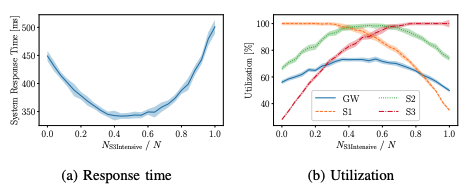 System Response Time [ms]
500
450
400
350
0.0 0.2 0.4 0.6 0.8 1.0
N_S3Intensive / N
(a) Response time
Utilization [%]
100
80
60
40
GW
S1
S2
S3
0.0 0.2 0.4 0.6 0.8 1.0
N_S3Intensive / N
(b) Utilization